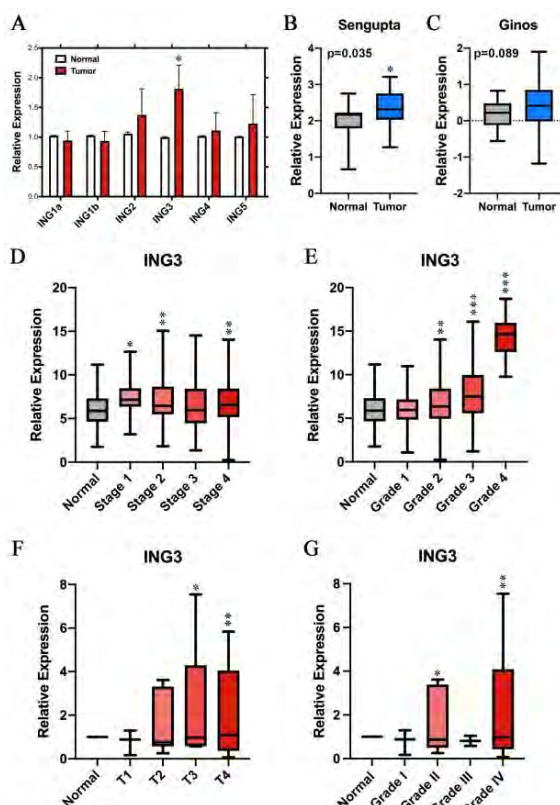 A
Normal
Tumor
*
Relative Expression
2.5
2.0
1.5
1.0
0.5
0.0
ING1a
ING1b
ING2
ING3
ING4
ING5
B
Sengupta
p=0.035
*
Relative Expression
4
3
2
1
0
Normal
Tumor
C
Ginos
p=0.089
Relative Expression
2
1
0
-1
-2
Normal
Tumor
D
ING3
Relative Expression
20
15
10
5
0
*
**
**
Normal
Stage 1
Stage 2
Stage 3
Stage 4
E
ING3
Relative Expression
20
15
10
5
0
**
***
***
Normal
Grade 1
Grade 2
Grade 3
Grade 4
F
ING3
Relative Expression
8
6
4
2
0
*
**
Normal
T1
T2
T3
T4
G
ING3
Relative Expression
8
6
4
2
0
*
**
Normal
Grade I
Grade II
Grade III
Grade IV